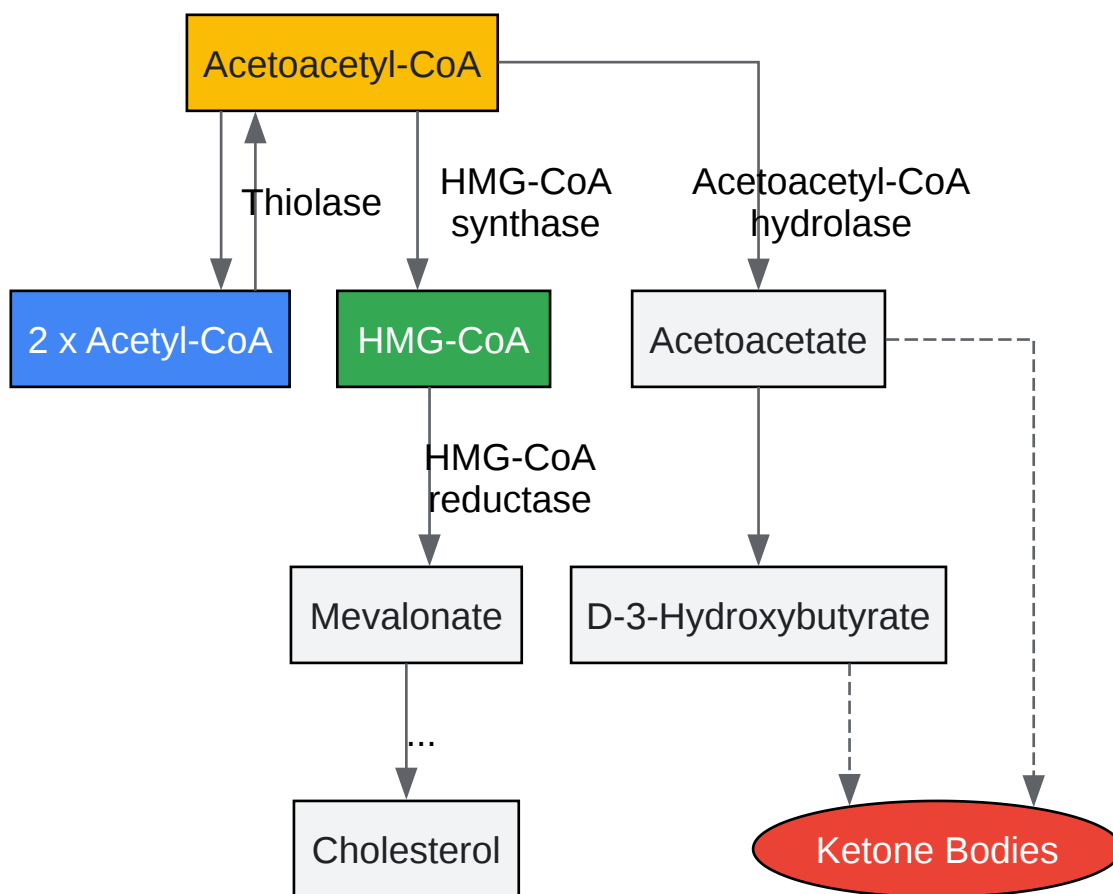 Acetoacetyl-CoA
Thiolase
HMG-CoA
synthase
Acetoacetyl-CoA
hydrolase
2 x Acetyl-CoA
HMG-CoA
Acetoacetate
HMG-CoA
reductase
Mevalonate
D-3-Hydroxybutyrate
...
Cholesterol
Ketone Bodies